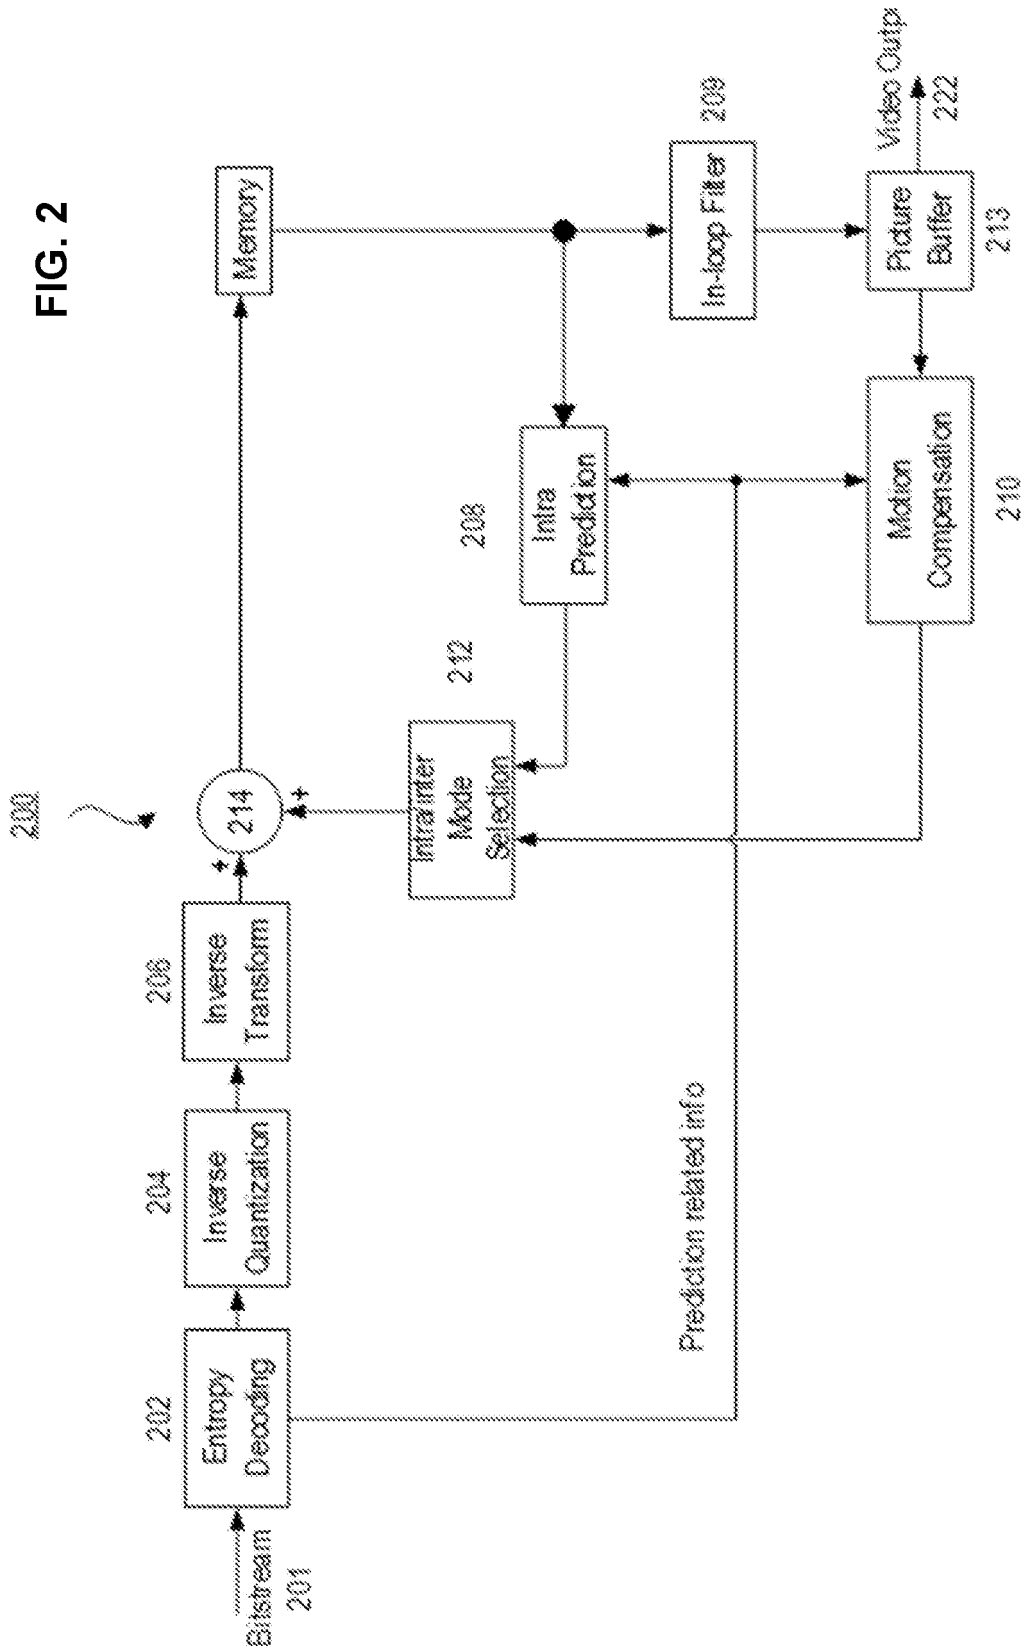 FIG. 2
200
Bitstream
201
202
Entropy
Decoding
204
Inverse
Quantization
206
Inverse
Transform
+
214
+
Memory
212
Intra/inter
Mode
Selection
208
Intra
Prediction
In-loop Filter
209
Prediction related info
Motion
Compensation
210
Picture
Buffer
213
Video Outp
222